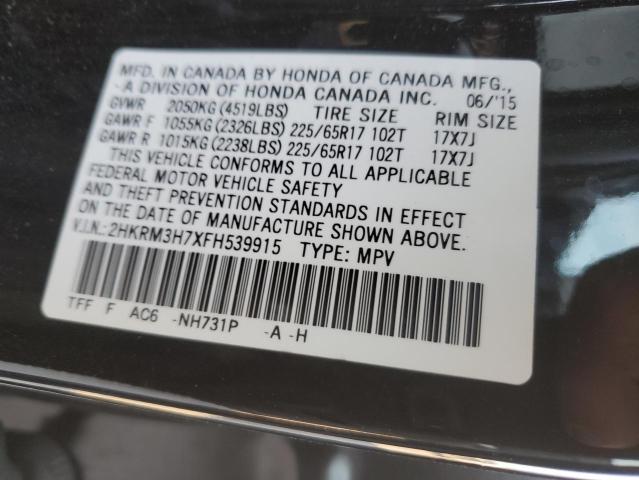 MFD. IN CANADA BY HONDA OF CANADA MFG.,
-A DIVISION OF HONDA CANADA INC. 06/'15
GVWR 2050KG (4519LBS) TIRE SIZE RIM SIZE
GAWR F 1055KG (2326LBS) 225/65R17 102T 17X7J
GAWR R 1015KG (2238LBS) 225/65R17 102T 17X7J
THIS VEHICLE CONFORMS TO ALL APPLICABLE
FEDERAL MOTOR VEHICLE SAFETY
AND THEFT PREVENTION STANDARDS IN EFFECT
ON THE DATE OF MANUFACTURE SHOWN ABOVE.
V.I.N.: 2HKRM3H7XFH539915 TYPE: MPV
TFF F AC6 -NH731P -A -H